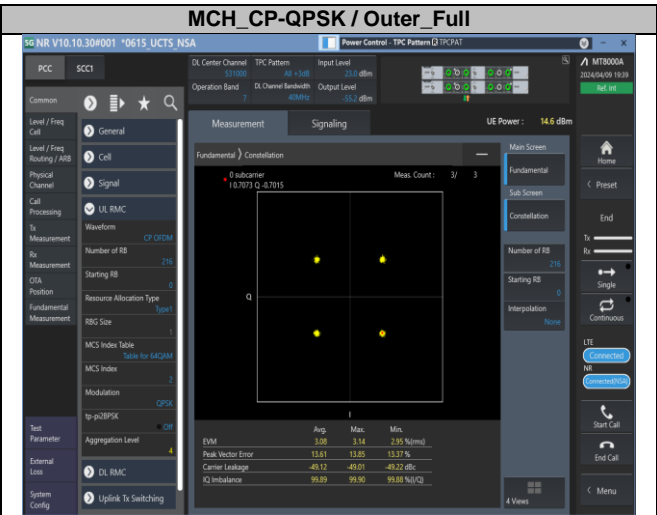 MCH_CP-QPSK / Outer_Full
5G NR V10.10.30#001 *0615_UCTS_NSA
Power Control - TPC Pattern TPCPAT
PCC SCC1
DL Center Channel TPC Pattern Input Level
531000 All +3dB 23.0 dBm
Operation Band DL Channel Bandwidth Output Level
7 40MHz -55.2 dBm
MT8000A
2024/04/09 19:39
Ref. Int
Common
Level / Freq
Cell
Level / Freq
Routing / ARB
Physical
Channel
Call
Processing
Tx
Measurement
Rx
Measurement
OTA
Position
Fundamental
Measurement
Test
Parameter
External
Loss
System
Config
General
Cell
Signal
UL RMC
Waveform
CP OFDM
Number of RB
216
Starting RB
0
Resource Allocation Type
Type1
RBG Size
1
MCS Index Table
Table for 64QAM
MCS Index
2
Modulation
QPSK
tp-pi2BPSK
Off
Aggregation Level
4
DL RMC
Uplink Tx Switching
Measurement Signaling UE Power : 14.6 dBm
Fundamental Constellation
0 subcarrier Meas. Count : 3/ 3
I 0.7073 Q -0.7015
Q
I
Avg. Max. Min.
EVM 3.08 3.14 2.95 %(rms)
Peak Vector Error 13.61 13.85 13.37 %
Carrier Leakage -49.12 -49.01 -49.22 dBc
IQ Imbalance 99.89 99.90 99.88 %(I/Q)
Main Screen
Fundamental
Sub Screen
Constellation
Number of RB
216
Starting RB
0
Interpolation
None
4 Views
Home
Preset
End
Tx
Rx
Single
Continuous
LTE
Connected
NR
Connected(NSA)
Start Call
End Call
Menu